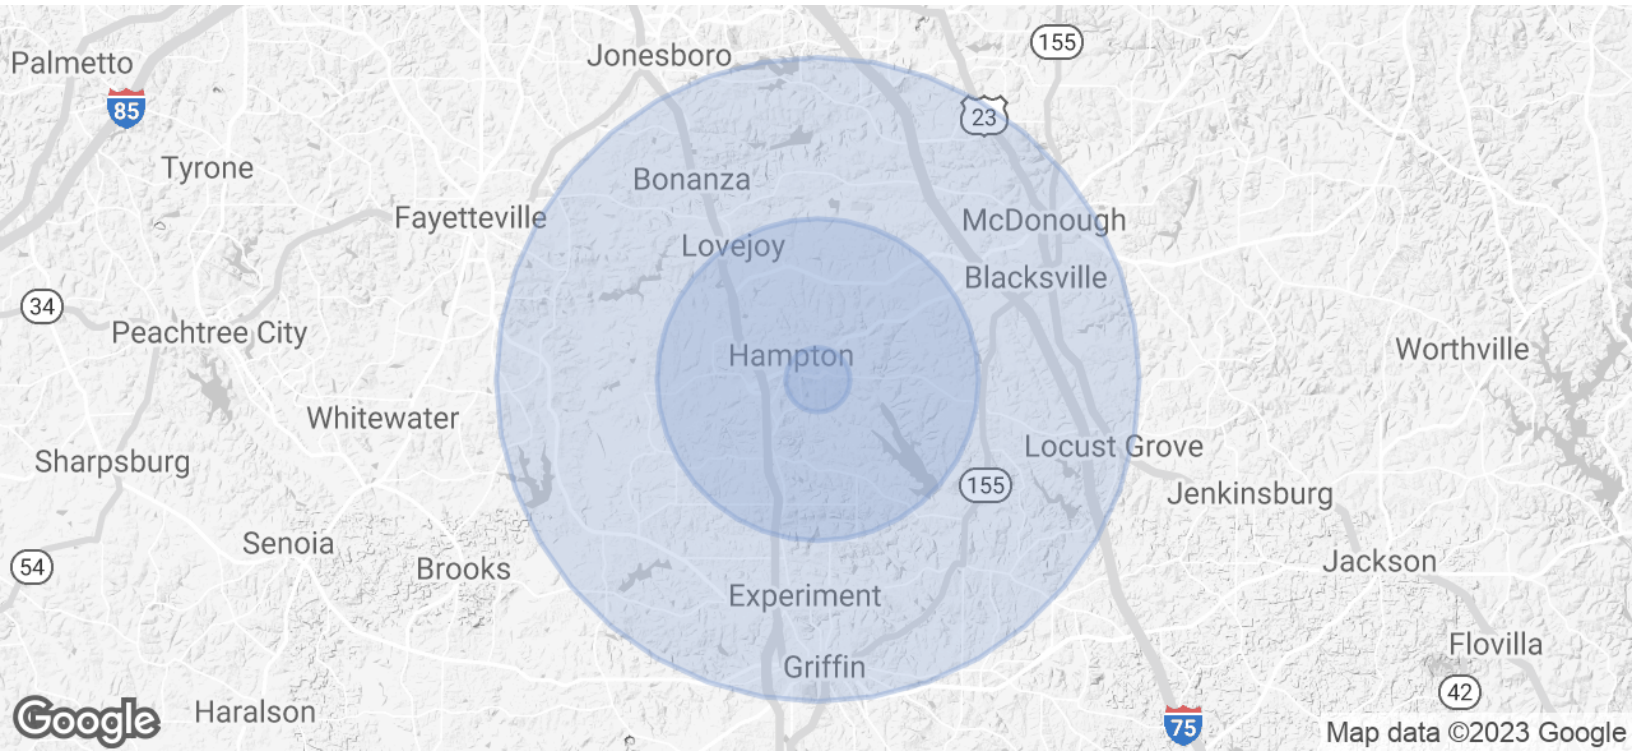 155
Jonesboro
Palmetto
85
23
Tyrone
Bonanza
Fayetteville
McDonough
Lovejoy
Blacksville
34
Peachtree City
Worthville
Hampton
Whitewater
Locust Grove
Sharpsburg
155
Jenkinsburg
Senoia
Jackson
54
Brooks
Experiment
Flovilla
Griffin
42
Haralson
Google
75
Map data ©2023 Google